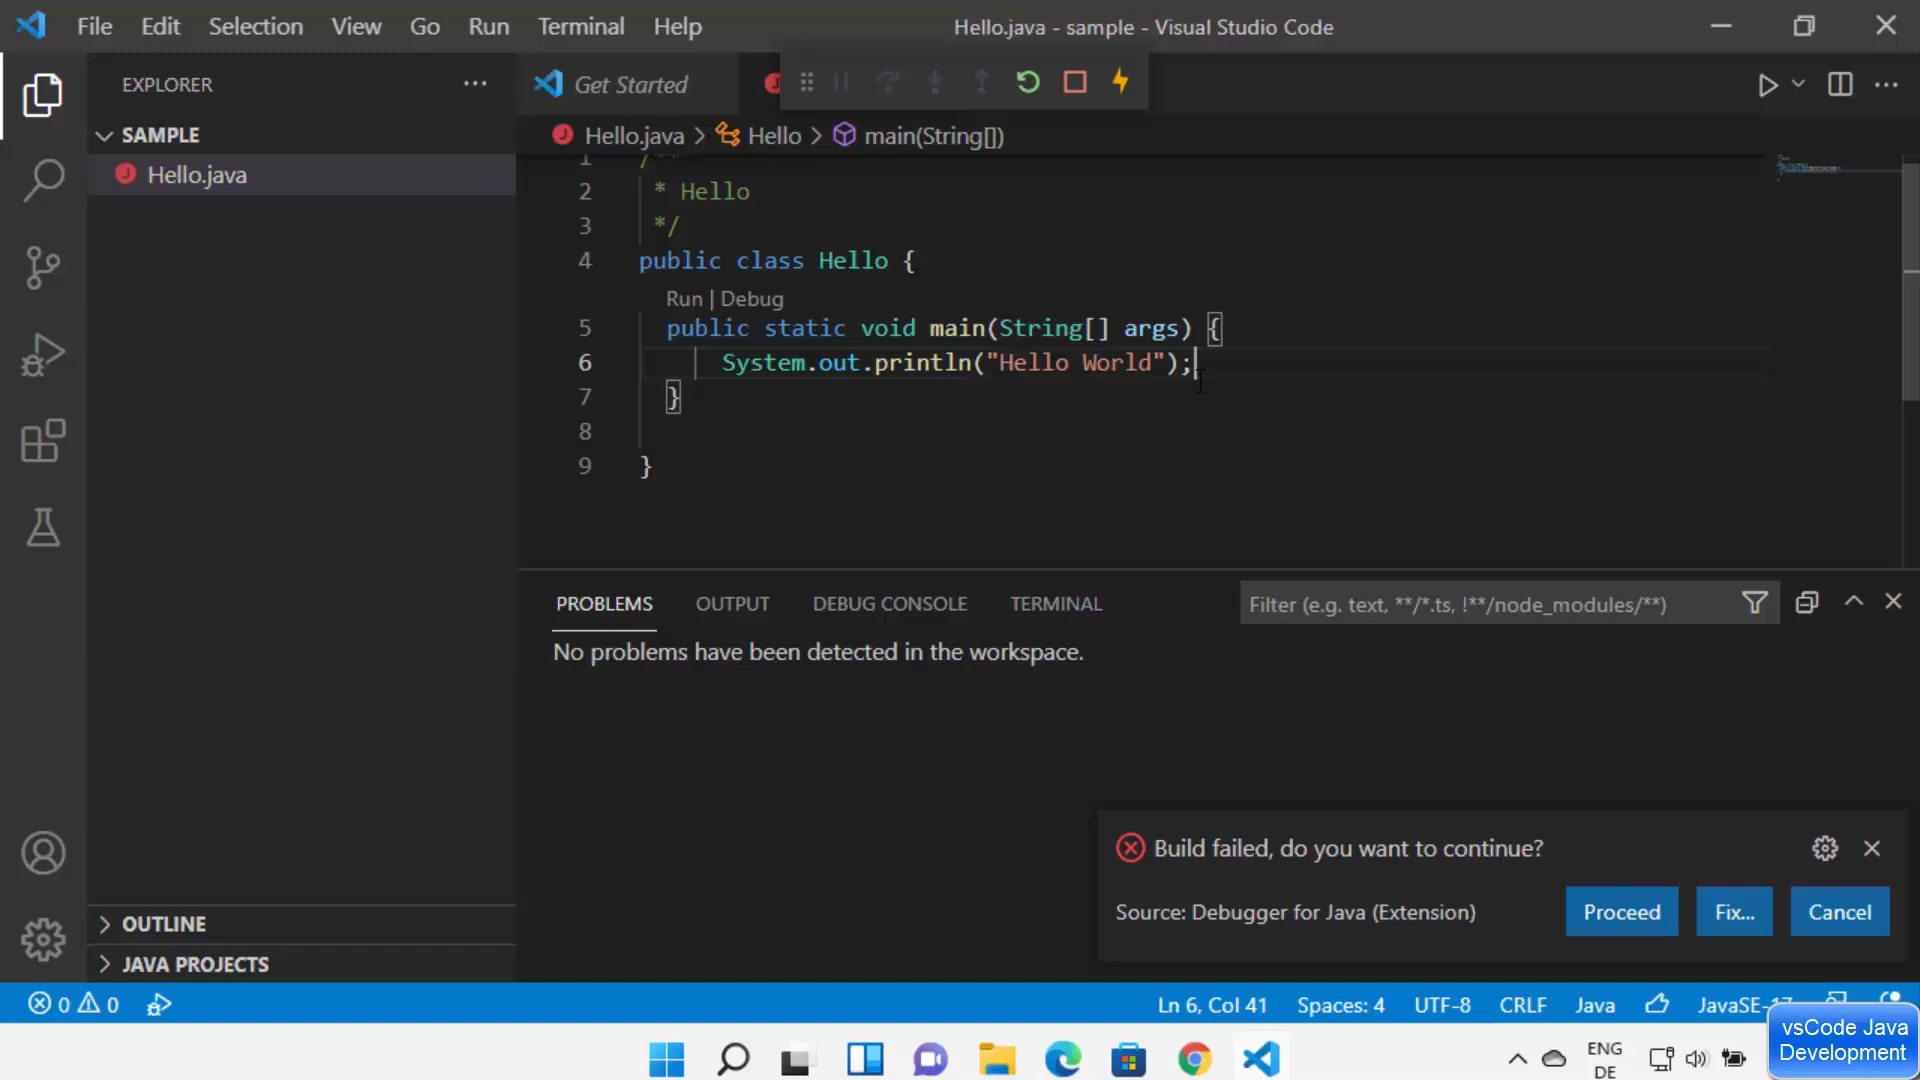 File Edit Selection View Go Run Terminal Help Hello.java - sample - Visual Studio Code
EXPLORER
Get Started
SAMPLE
Hello.java > Hello > main(String[])
Hello.java
1 /**
2 * Hello
3 */
4 public class Hello {
Run | Debug
5 public static void main(String[] args) {
6 System.out.println("Hello World");
7 }
8
9 }
PROBLEMS OUTPUT DEBUG CONSOLE TERMINAL Filter (e.g. text, **/*.ts, !**/node_modules/**)
No problems have been detected in the workspace.
Build failed, do you want to continue?
Source: Debugger for Java (Extension) Proceed Fix... Cancel
OUTLINE
JAVA PROJECTS
0 0 Ln 6, Col 41 Spaces: 4 UTF-8 CRLF Java JavaSE-17
vsCode Java
Development
ENG
DE